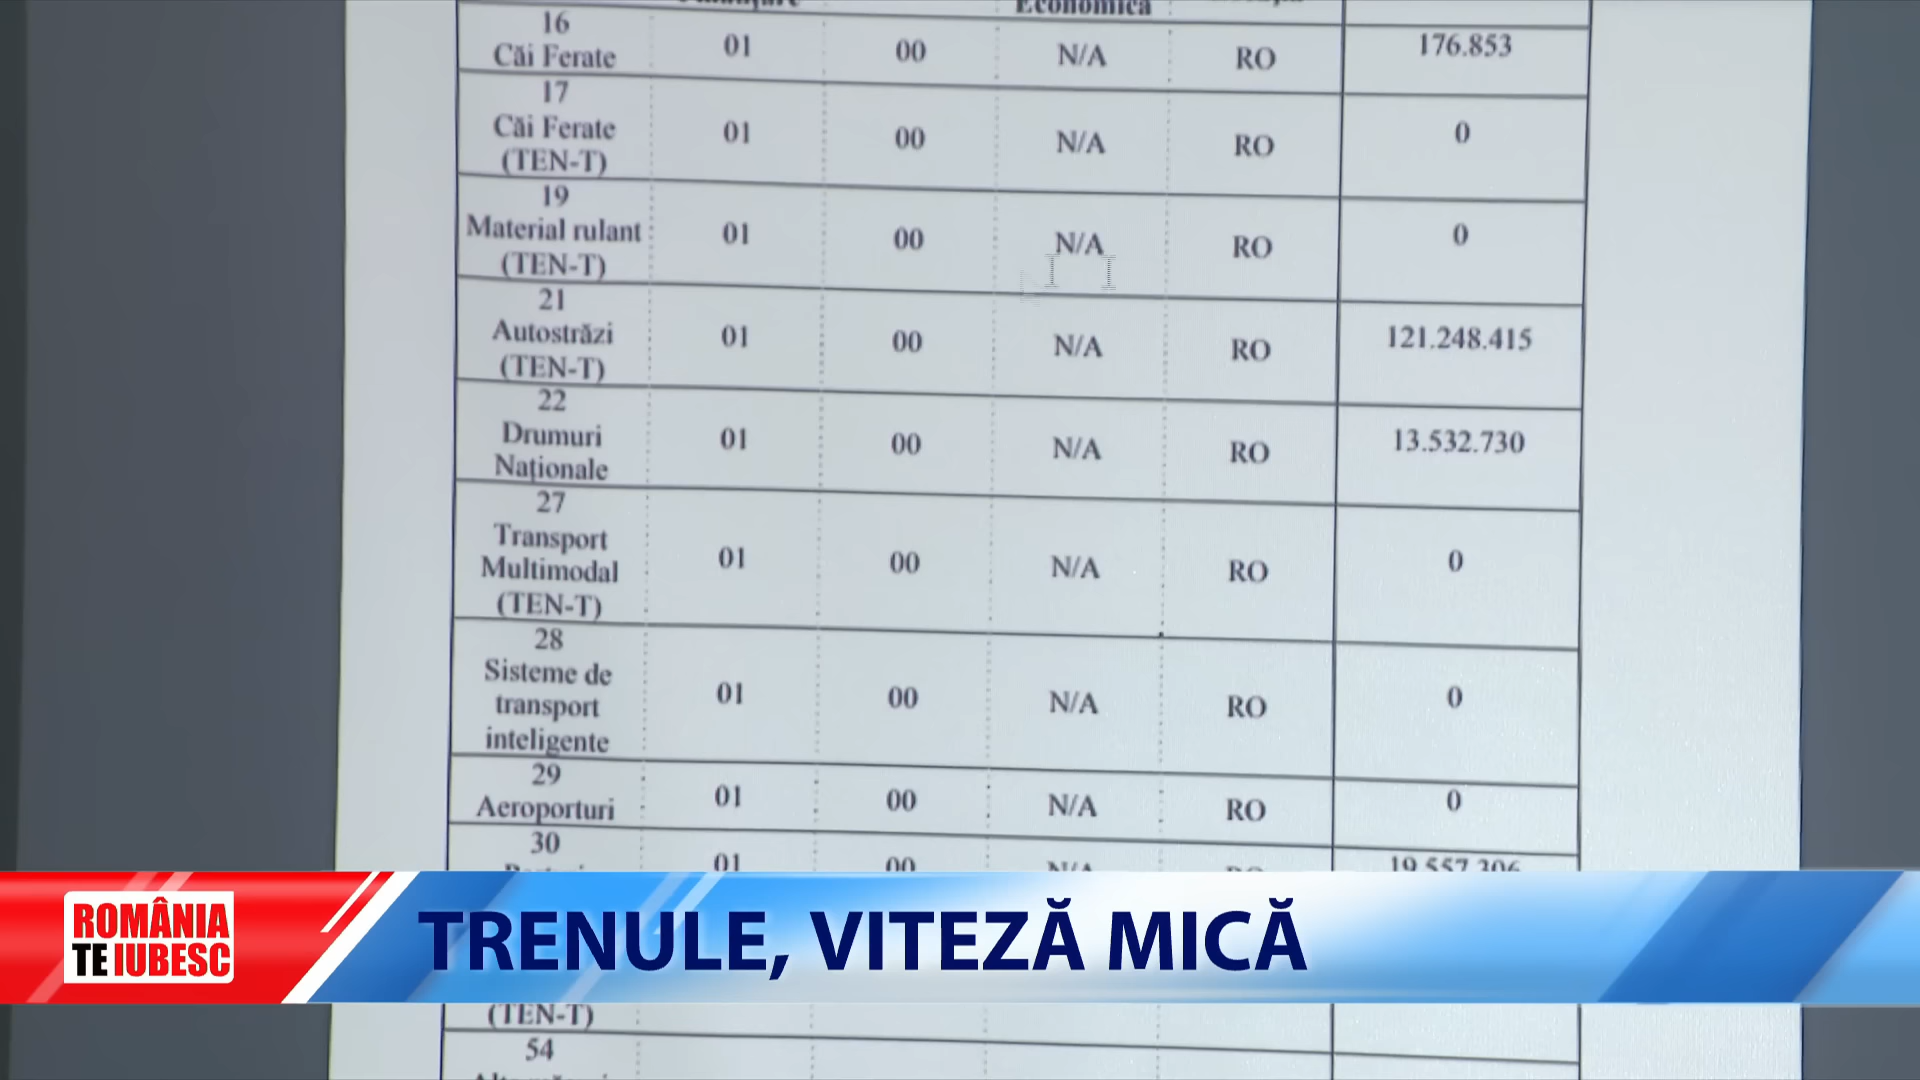 Economică
16
Căi Ferate 01 00 N/A RO 176.853
17
Căi Ferate
(TEN-T) 01 00 N/A RO 0
19
Material rulant
(TEN-T) 01 00 N/A RO 0
21
Autostrăzi
(TEN-T) 01 00 N/A RO 121.248.415
22
Drumuri
Naționale 01 00 N/A RO 13.532.730
27
Transport
Multimodal
(TEN-T) 01 00 N/A RO 0
28
Sisteme de
transport
inteligente 01 00 N/A RO 0
29
Aeroporturi 01 00 N/A RO 0
30
01 00 N/A RO 19.557.306
ROMÂNIA
TE IUBESC
TRENULE, VITEZĂ MICĂ
(TEN-T)
54